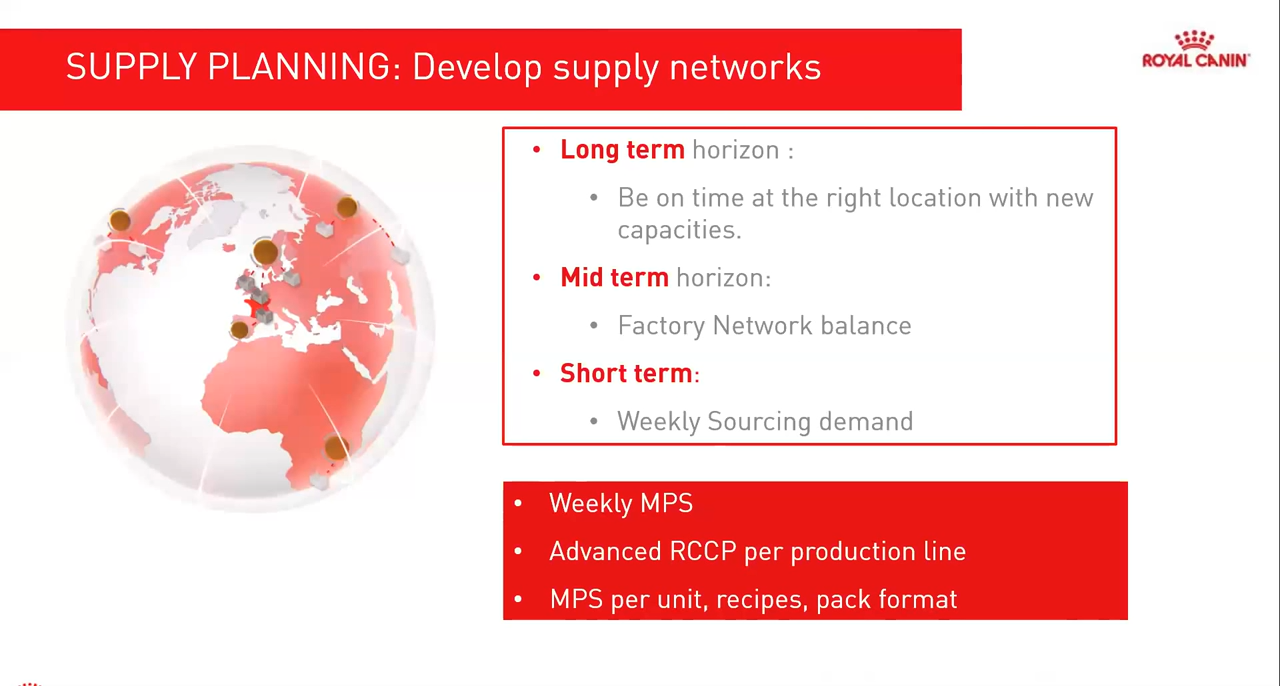 SUPPLY PLANNING: Develop supply networks
ROYAL CANIN
• Long term horizon :
• Be on time at the right location with new
capacities.
• Mid term horizon:
• Factory Network balance
• Short term:
• Weekly Sourcing demand
• Weekly MPS
• Advanced RCCP per production line
• MPS per unit, recipes, pack format